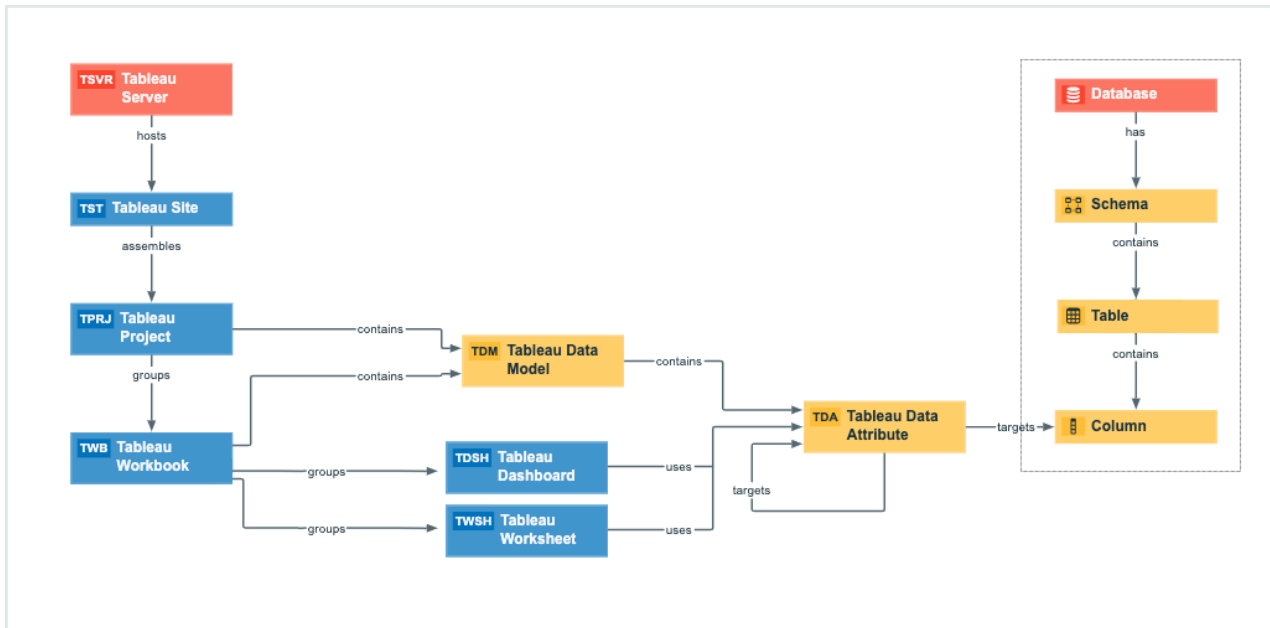 TSVR Tableau
Server
hosts
TST Tableau Site
assembles
TPRJ Tableau
Project
groups
TWB Tableau
Workbook
contains
contains
TDM Tableau Data
Model
groups
TDSH Tableau
Dashboard
groups
TWSH Tableau
Worksheet
contains
uses
uses
TDA Tableau Data
Attribute
targets
targets
Database
has
Schema
contains
Table
contains
Column